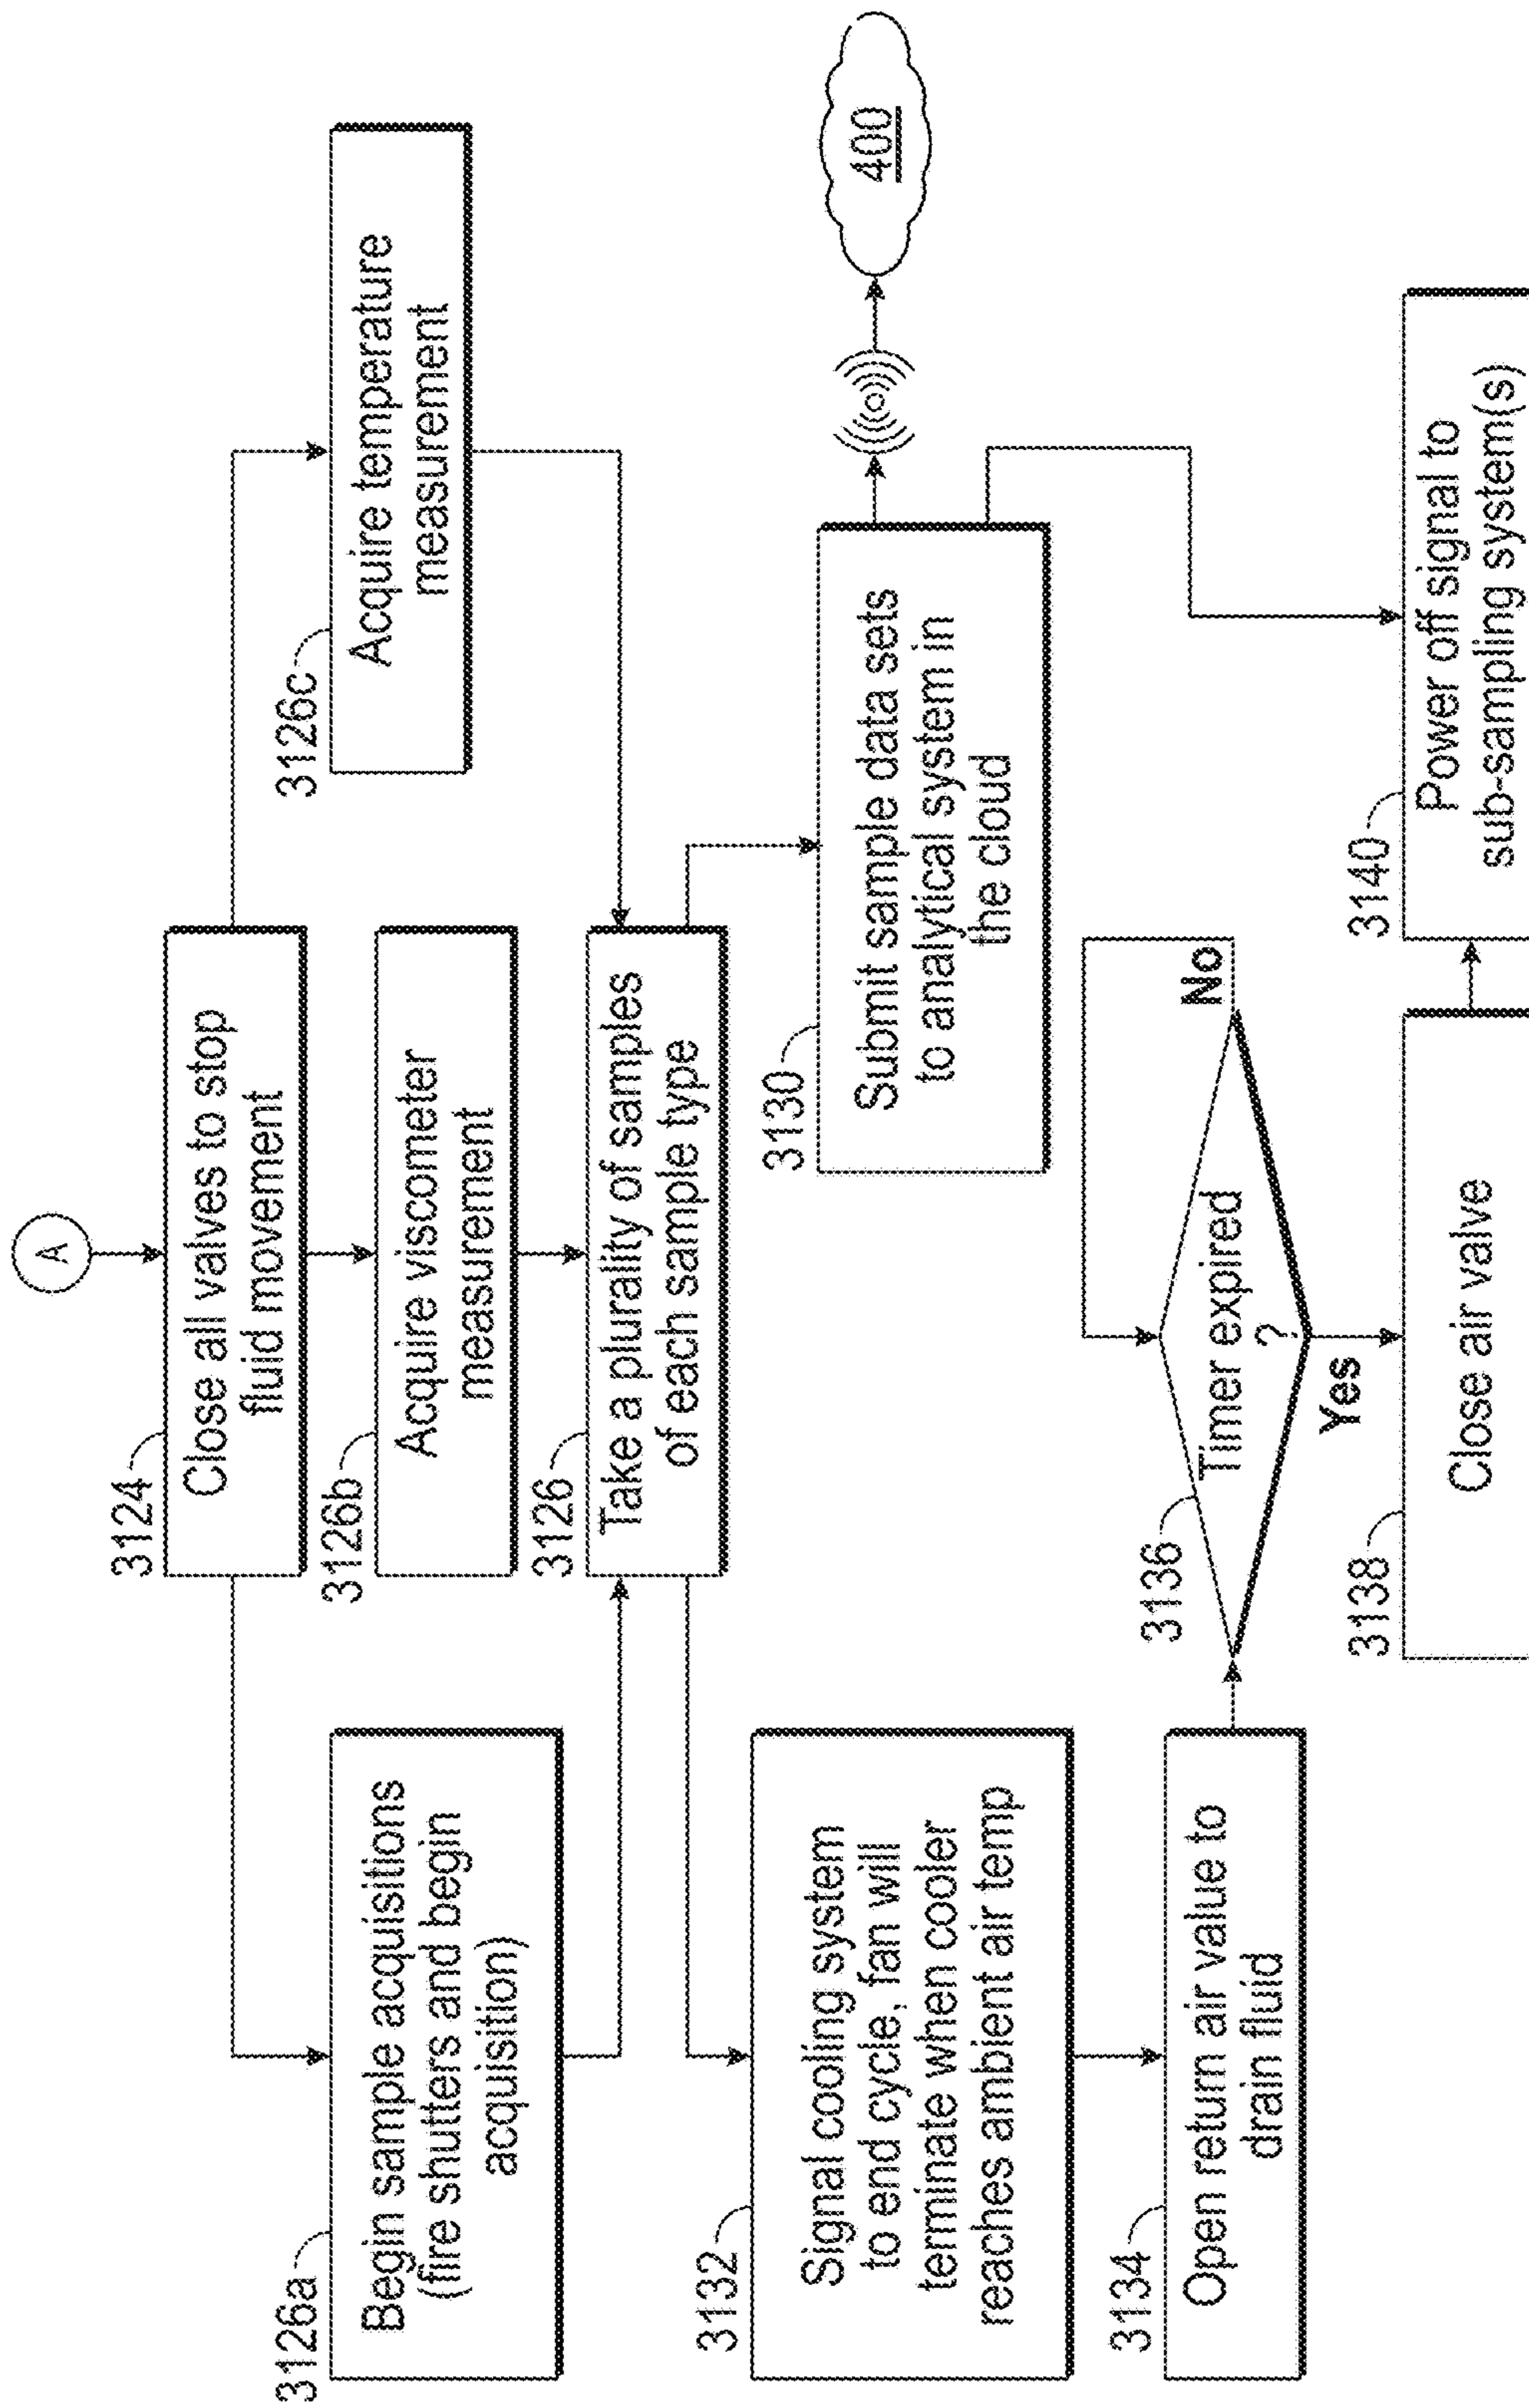 A
3124
Close all valves to stop
fluid movement
3126a
Begin sample acquisitions
(fire shutters and begin
acquisition)
3126b
Acquire viscometer
measurement
3126c
Acquire temperature
measurement
3126
Take a plurality of samples
of each sample type
3130
Submit sample data sets
to analytical system in
the cloud
400
3132
Signal cooling system
to end cycle, fan will
terminate when cooler
reaches ambient air temp
3134
Open return air value to
drain fluid
3136
Timer expired
?
No
Yes
3138
Close air valve
3140
Power off signal to
sub-sampling system(s)